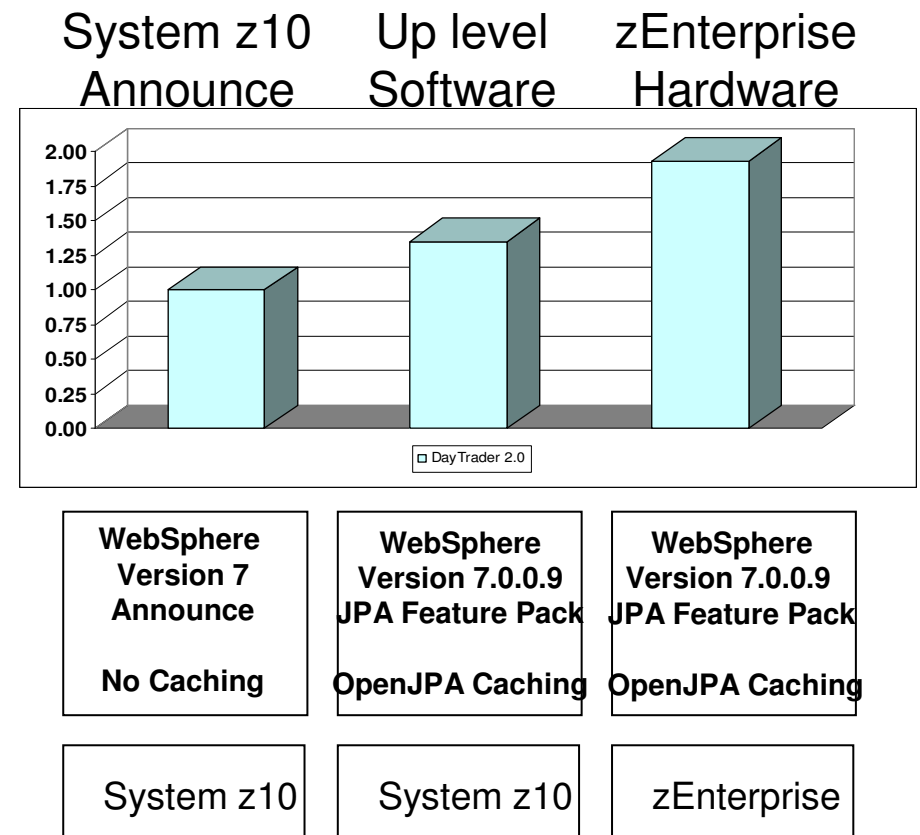 System z10 Announce
Up level Software
zEnterprise Hardware
2.00
1.75
1.50
1.25
1.00
0.75
0.50
0.25
0.00
DayTrader 2.0
WebSphere
Version 7
Announce
No Caching
WebSphere
Version 7.0.0.9
JPA Feature Pack
OpenJPA Caching
WebSphere
Version 7.0.0.9
JPA Feature Pack
OpenJPA Caching
System z10
System z10
zEnterprise